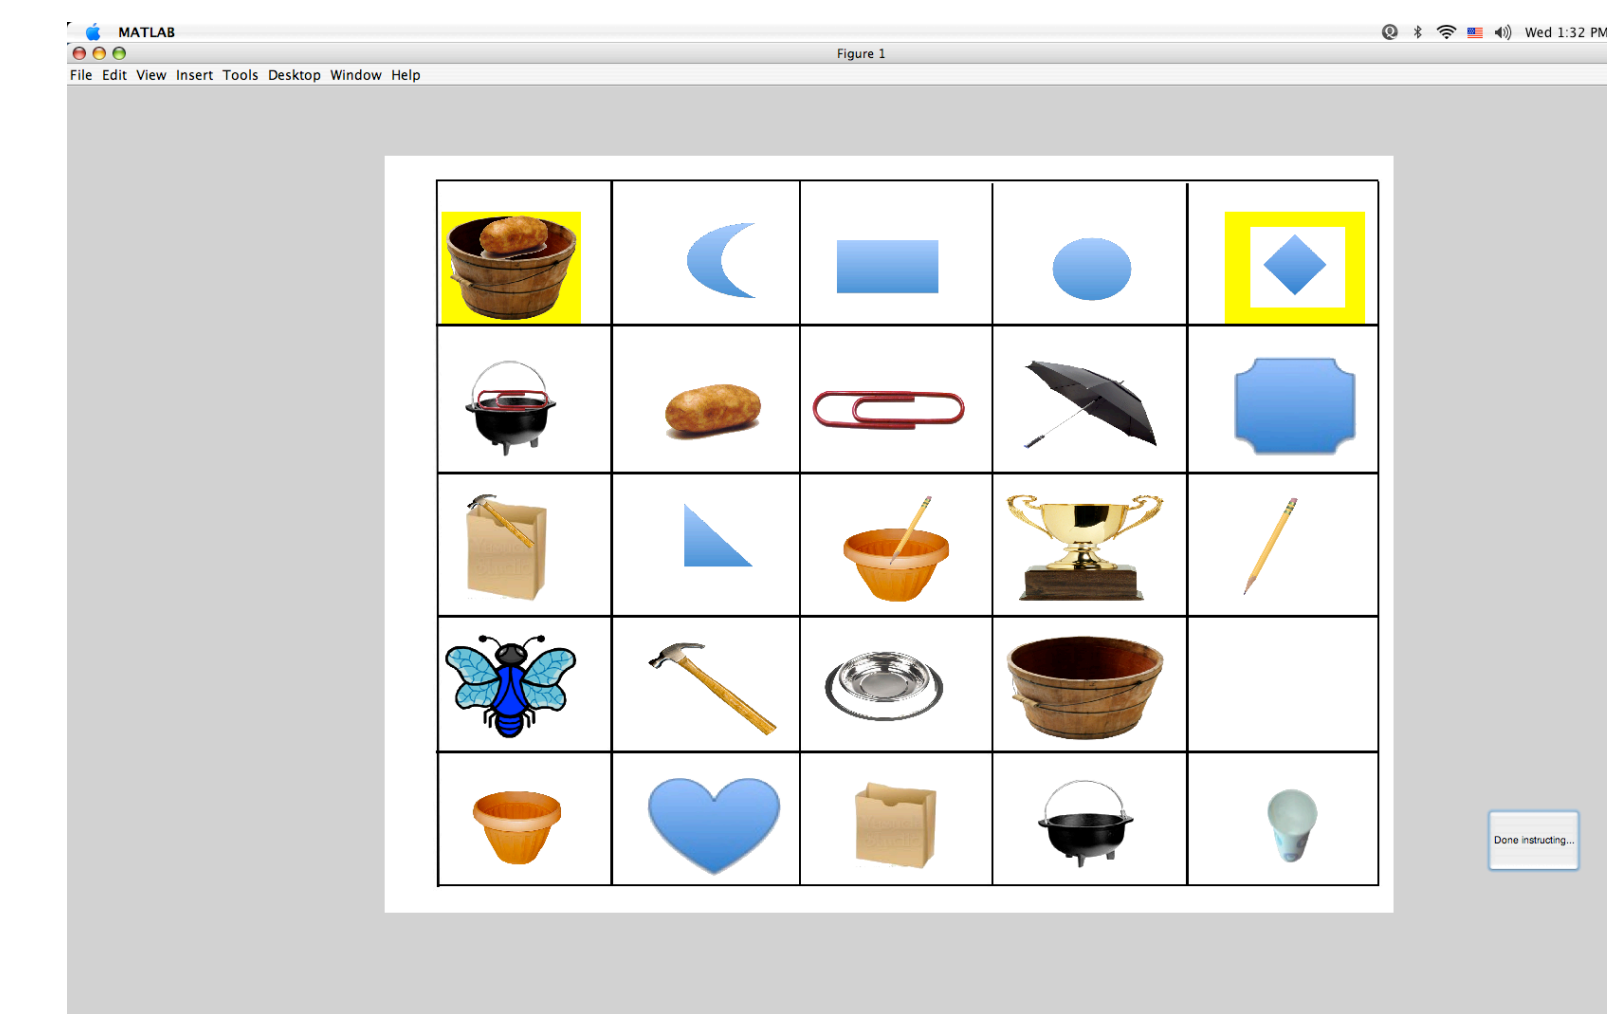 MATLAB
Wed 1:32 PM
Figure 1
File Edit View Insert Tools Desktop Window Help
Done instructing...